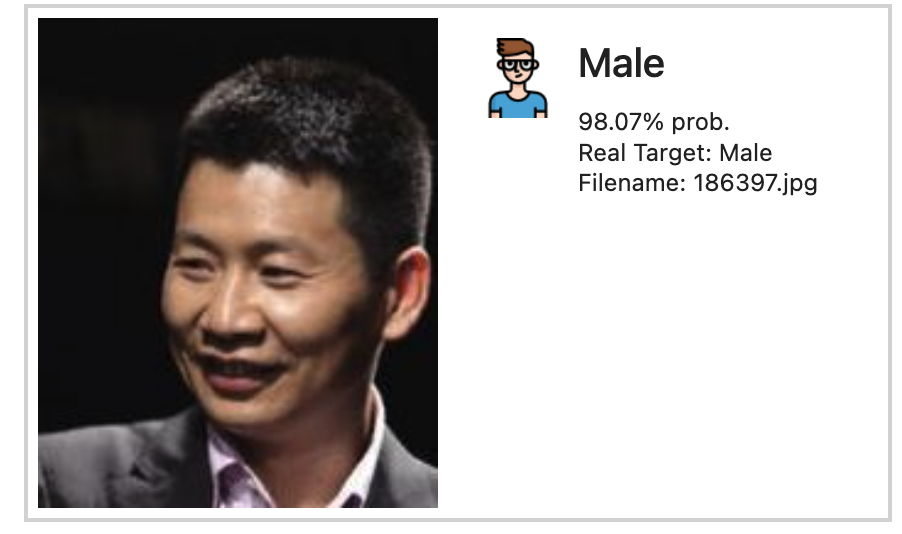 Male
98.07% prob.
Real Target: Male
Filename: 186397.jpg